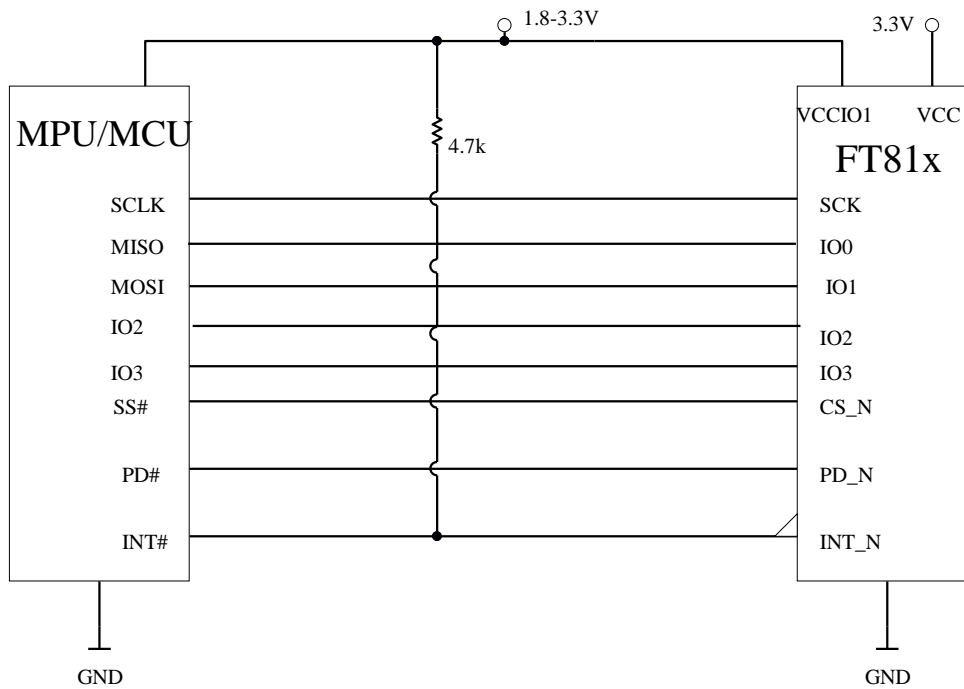 1.8-3.3V
3.3V
MPU/MCU
VCCIO1 VCC
4.7k
FT81x
SCLK SCK
MISO IO0
MOSI IO1
IO2 IO2
IO3 IO3
SS# CS_N
PD# PD_N
INT# INT_N
GND GND